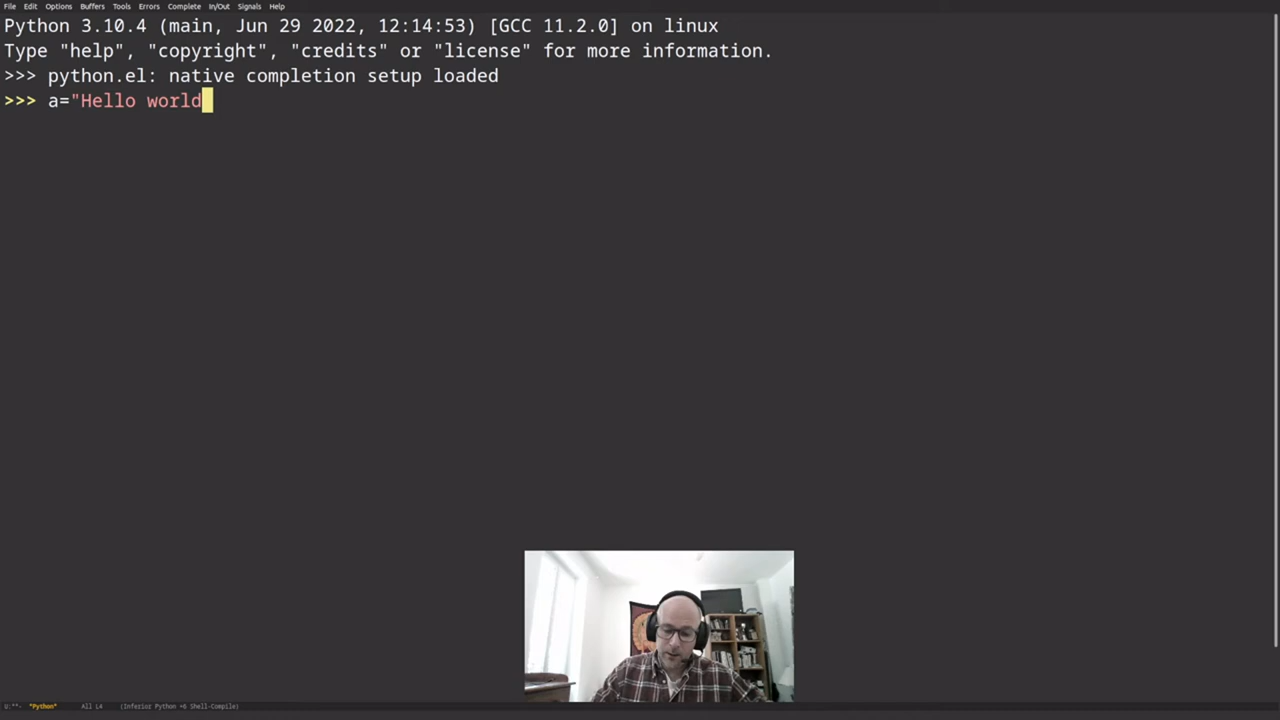 File Edit Options Buffers Tools Errors Complete In/Out Signals Help
Python 3.10.4 (main, Jun 29 2022, 12:14:53) [GCC 11.2.0] on linux
Type "help", "copyright", "credits" or "license" for more information.
>>> python.el: native completion setup loaded
>>> a="Hello world
U:**- *Python* All L4 (Inferior Python +6 Shell-Compile)